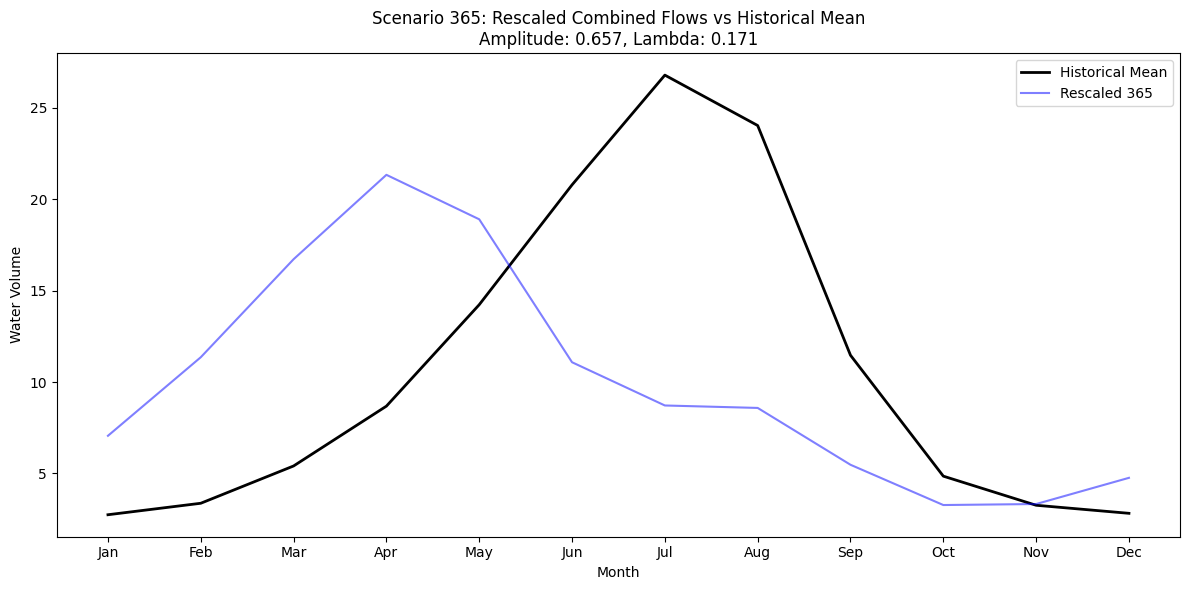 Scenario 365: Rescaled Combined Flows vs Historical Mean
Amplitude: 0.657, Lambda: 0.171
Historical Mean
Rescaled 365
Water Volume
25
20
15
10
5
Jan Feb Mar Apr May Jun Jul Aug Sep Oct Nov Dec
Month